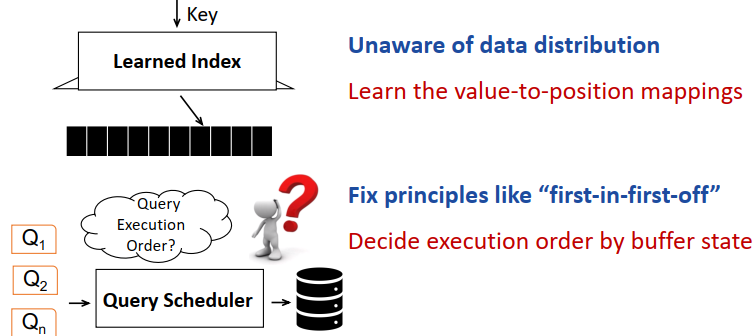 Key
Learned Index
Unaware of data distribution
Learn the value-to-position mappings
Query
Execution
Order?
Fix principles like “first-in-first-off”
Decide execution order by buffer state
Q1
Q2
Qn
Query Scheduler